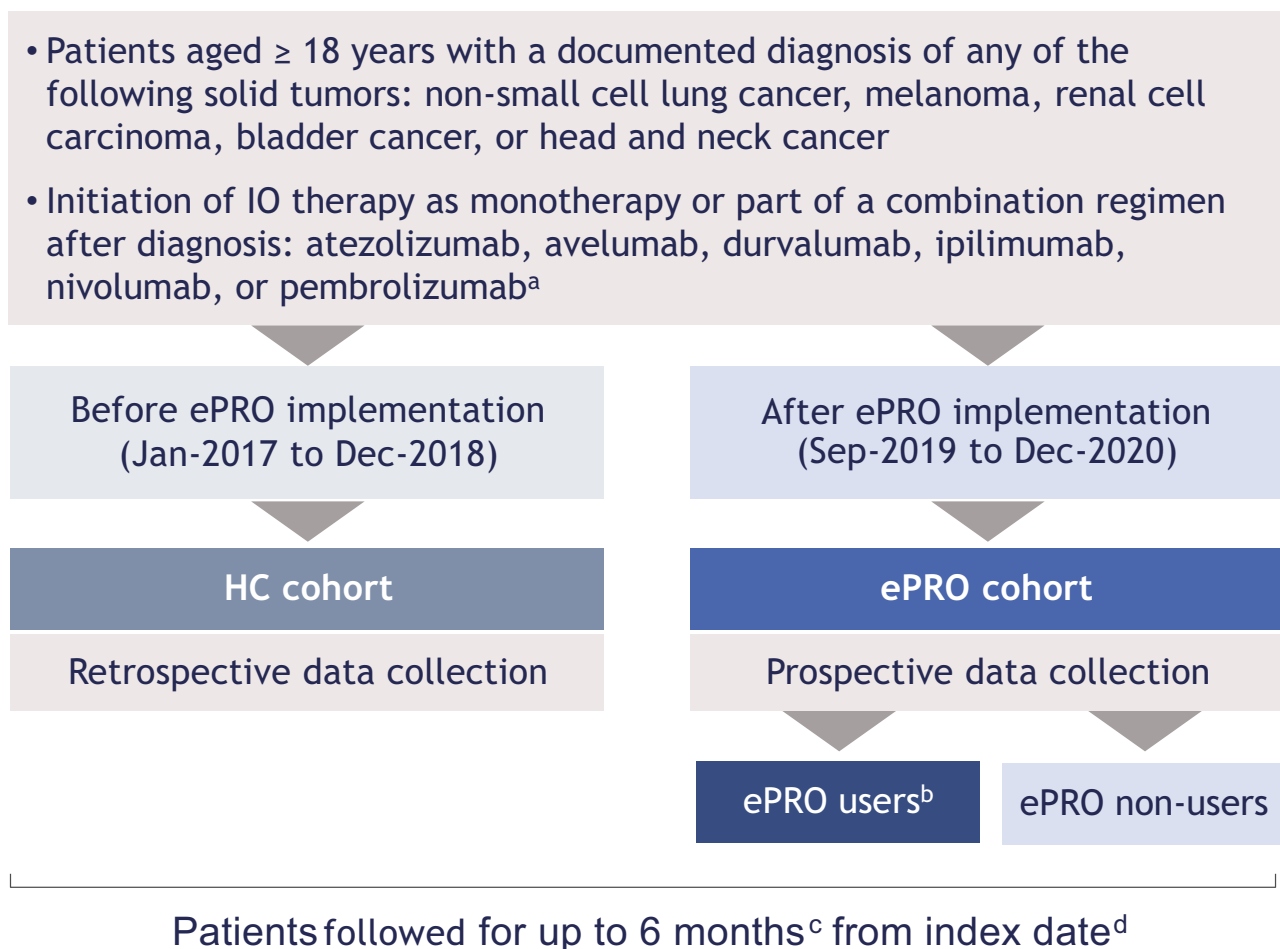 • Patients aged ≥ 18 years with a documented diagnosis of any of the
following solid tumors: non-small cell lung cancer, melanoma, renal cell
carcinoma, bladder cancer, or head and neck cancer
• Initiation of IO therapy as monotherapy or part of a combination regimen
after diagnosis: atezolizumab, avelumab, durvalumab, ipilimumab,
nivolumab, or pembrolizumabᵃ
Before ePRO implementation
(Jan-2017 to Dec-2018)
After ePRO implementation
(Sep-2019 to Dec-2020)
HC cohort
ePRO cohort
Retrospective data collection
Prospective data collection
ePRO usersᵇ
ePRO non-users
Patients followed for up to 6 monthsᶜ from index dateᵈ